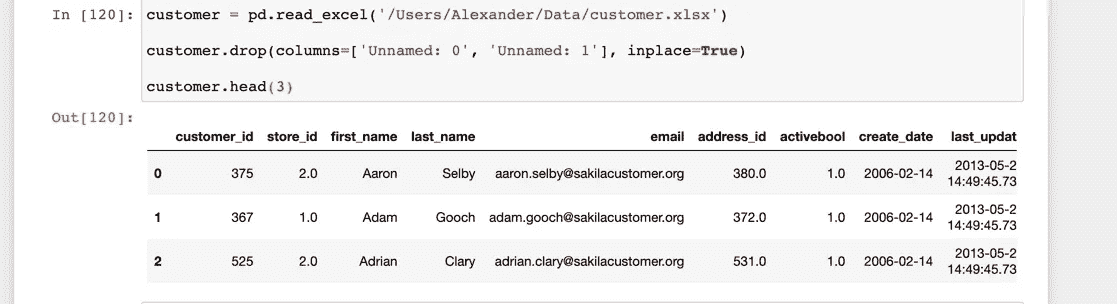 In [120]: customer = pd.read_excel('/Users/Alexander/Data/customer.xlsx')
customer.drop(columns=['Unnamed: 0', 'Unnamed: 1'], inplace=True)
customer.head(3)
Out[120]:
customer_id store_id first_name last_name email address_id activebool create_date last_updat
0 375 2.0 Aaron Selby aaron.selby@sakilacustomer.org 380.0 1.0 2006-02-14 2013-05-2
14:49:45.73
1 367 1.0 Adam Gooch adam.gooch@sakilacustomer.org 372.0 1.0 2006-02-14 2013-05-2
14:49:45.73
2 525 2.0 Adrian Clary adrian.clary@sakilacustomer.org 531.0 1.0 2006-02-14 2013-05-2
14:49:45.73